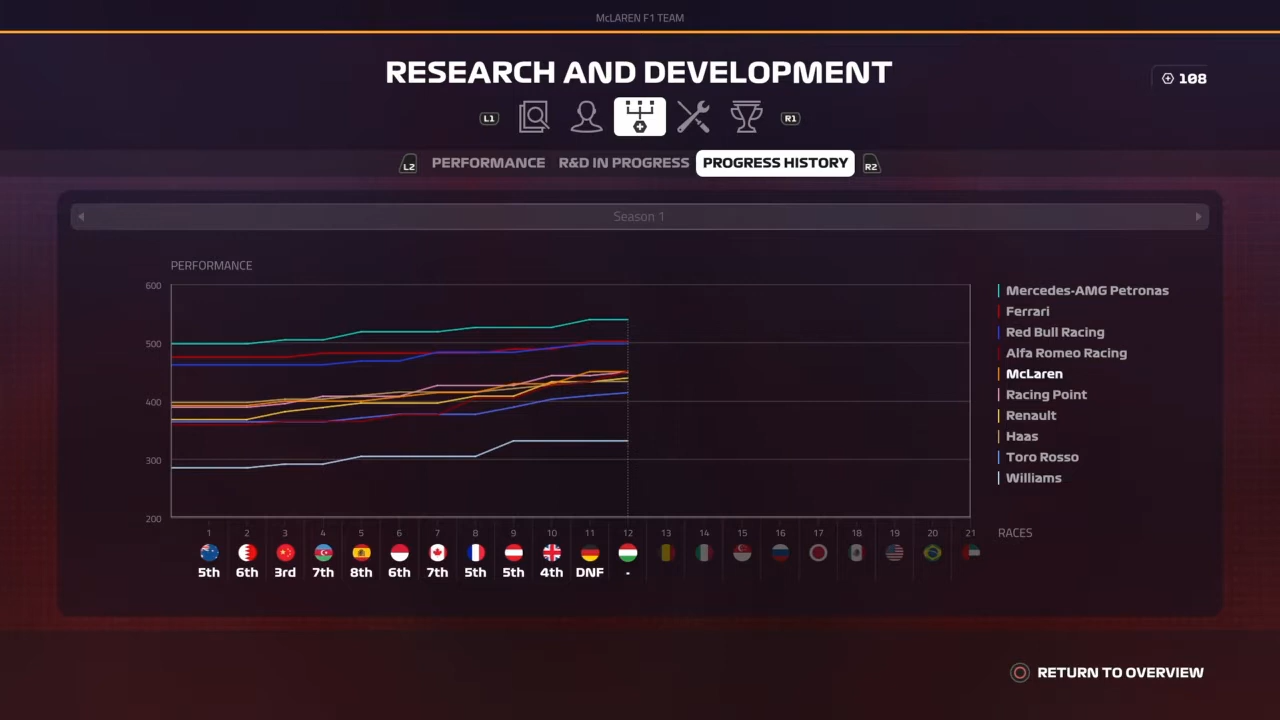 McLAREN F1 TEAM
RESEARCH AND DEVELOPMENT
108
L1
R1
L2 PERFORMANCE R&D IN PROGRESS PROGRESS HISTORY R2
Season 1
PERFORMANCE
600
500
400
300
200
Mercedes-AMG Petronas
Ferrari
Red Bull Racing
Alfa Romeo Racing
McLaren
Racing Point
Renault
Haas
Toro Rosso
Williams
1 2 3 4 5 6 7 8 9 10 11 12 13 14 15 16 17 18 19 20 21 RACES
5th 6th 3rd 7th 8th 6th 7th 5th 5th 4th DNF -
RETURN TO OVERVIEW